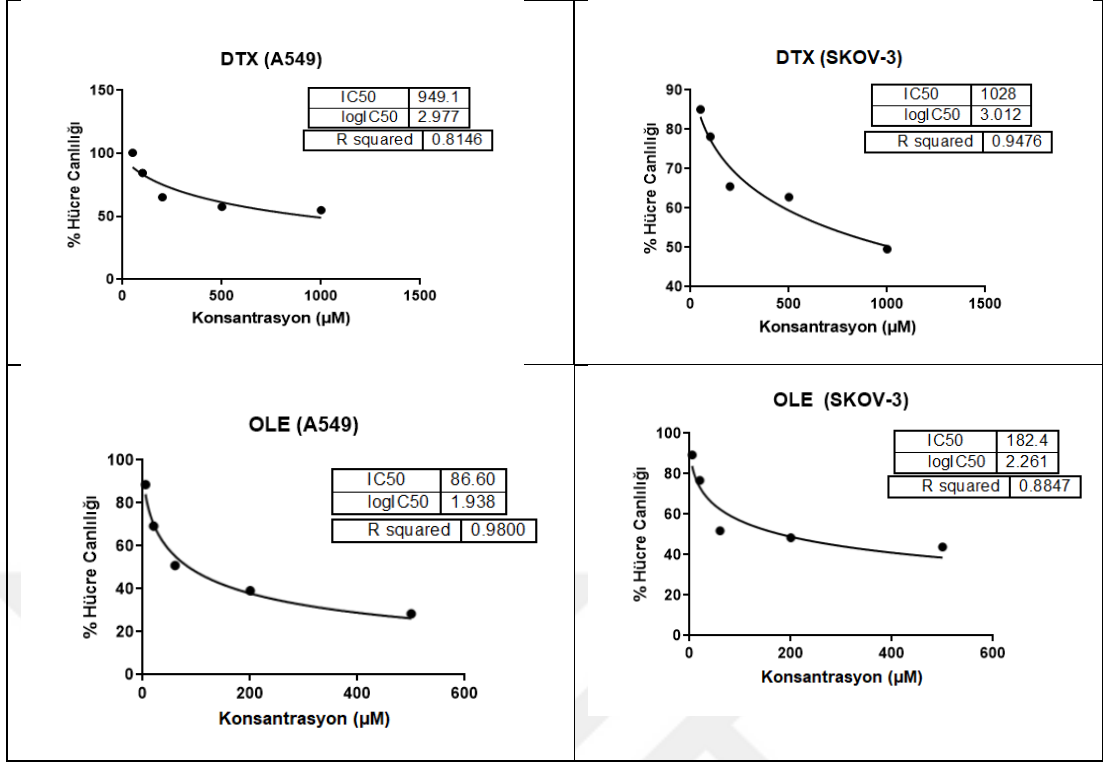 DTX (A549)
IC50 949.1
logIC50 2.977
R squared 0.8146
150
100
50
0
% Hücre Canlılığı
0 500 1000 1500
Konsantrasyon (µM)
DTX (SKOV-3)
IC50 1028
logIC50 3.012
R squared 0.9476
90
80
70
60
50
40
% Hücre Canlılığı
0 500 1000 1500
Konsantrasyon (µM)
OLE (A549)
IC50 86.60
logIC50 1.938
R squared 0.9800
100
80
60
40
20
0
% Hücre Canlılığı
0 200 400 600
Konsantrasyon (µM)
OLE (SKOV-3)
IC50 182.4
logIC50 2.261
R squared 0.8847
100
80
60
40
20
0
% Hücre Canlılığı
0 200 400 600
Konsantrasyon (µM)